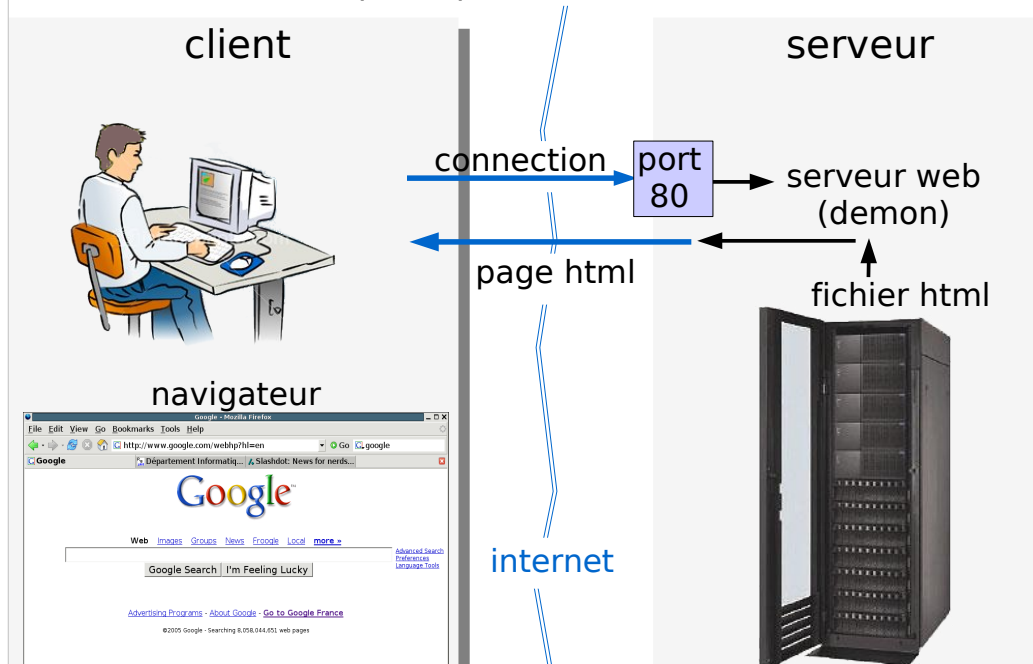 client
serveur
connection
port
80
serveur web
(demon)
page html
fichier html
navigateur
Google - Mozilla Firefox
File Edit View Go Bookmarks Tools Help
http://www.google.com/webhp?hl=en
Go
google
Google
Département Informatiq...
Slashdot: News for nerds...
Google
Web Images Groups News Froogle Local more »
Advanced Search
Preferences
Language Tools
Google Search
I'm Feeling Lucky
internet
Advertising Programs - About Google - Go to Google France
©2005 Google - Searching 8,058,044,651 web pages